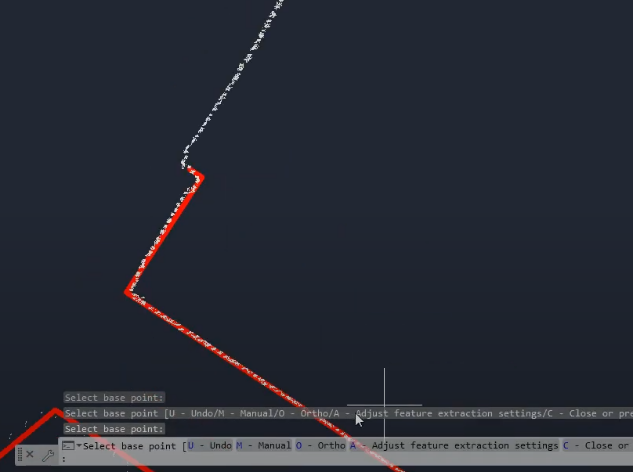 Select base point:
Select base point [U - Undo/M - Manual/O - Ortho/A - Adjust feature extraction settings/C - Close or pre
Select base point:
Select base point [U - Undo M - Manual O - Ortho A - Adjust feature extraction settings C - Close or
: